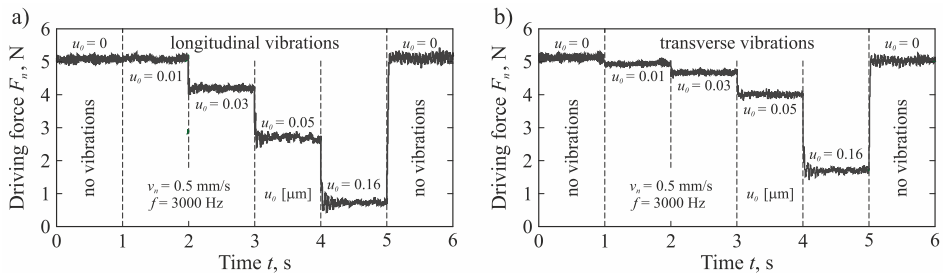 a)
Driving force Fₙ, N
6
5
4
3
2
1
0
u₀ = 0
longitudinal vibrations
u₀ = 0
u₀ = 0.01
u₀ = 0.03
u₀ = 0.05
u₀ = 0.16
no vibrations
vₙ = 0.5 mm/s
f = 3000 Hz
u₀ [μm]
no vibrations
0 1 2 3 4 5 6
Time t, s
b)
Driving force Fₙ, N
6
5
4
3
2
1
0
u₀ = 0
transverse vibrations
u₀ = 0
u₀ = 0.01
u₀ = 0.03
u₀ = 0.05
u₀ = 0.16
no vibrations
vₙ = 0.5 mm/s
f = 3000 Hz
u₀ [μm]
no vibrations
0 1 2 3 4 5 6
Time t, s